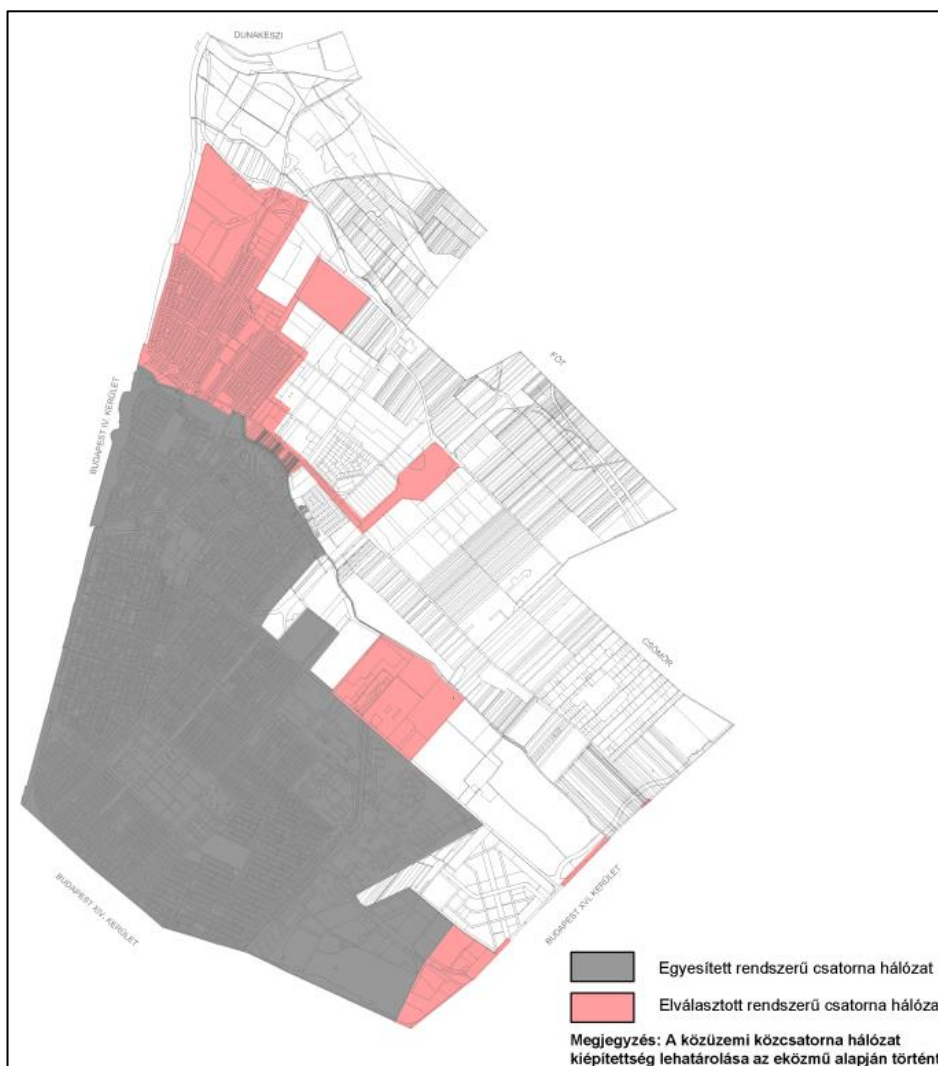 DUNAKESZI
FÓT
BUDAPEST IV. KERÜLET
CSÖMÖR
BUDAPEST XVI. KERÜLET
BUDAPEST XIV. KERÜLET
Egyesített rendszerű csatorna hálózat
Elválasztott rendszerű csatorna hálóza
Megjegyzés: A közüzemi közcsatorna hálózat
kiépítettség lehatárolása az eközmű alapján történt